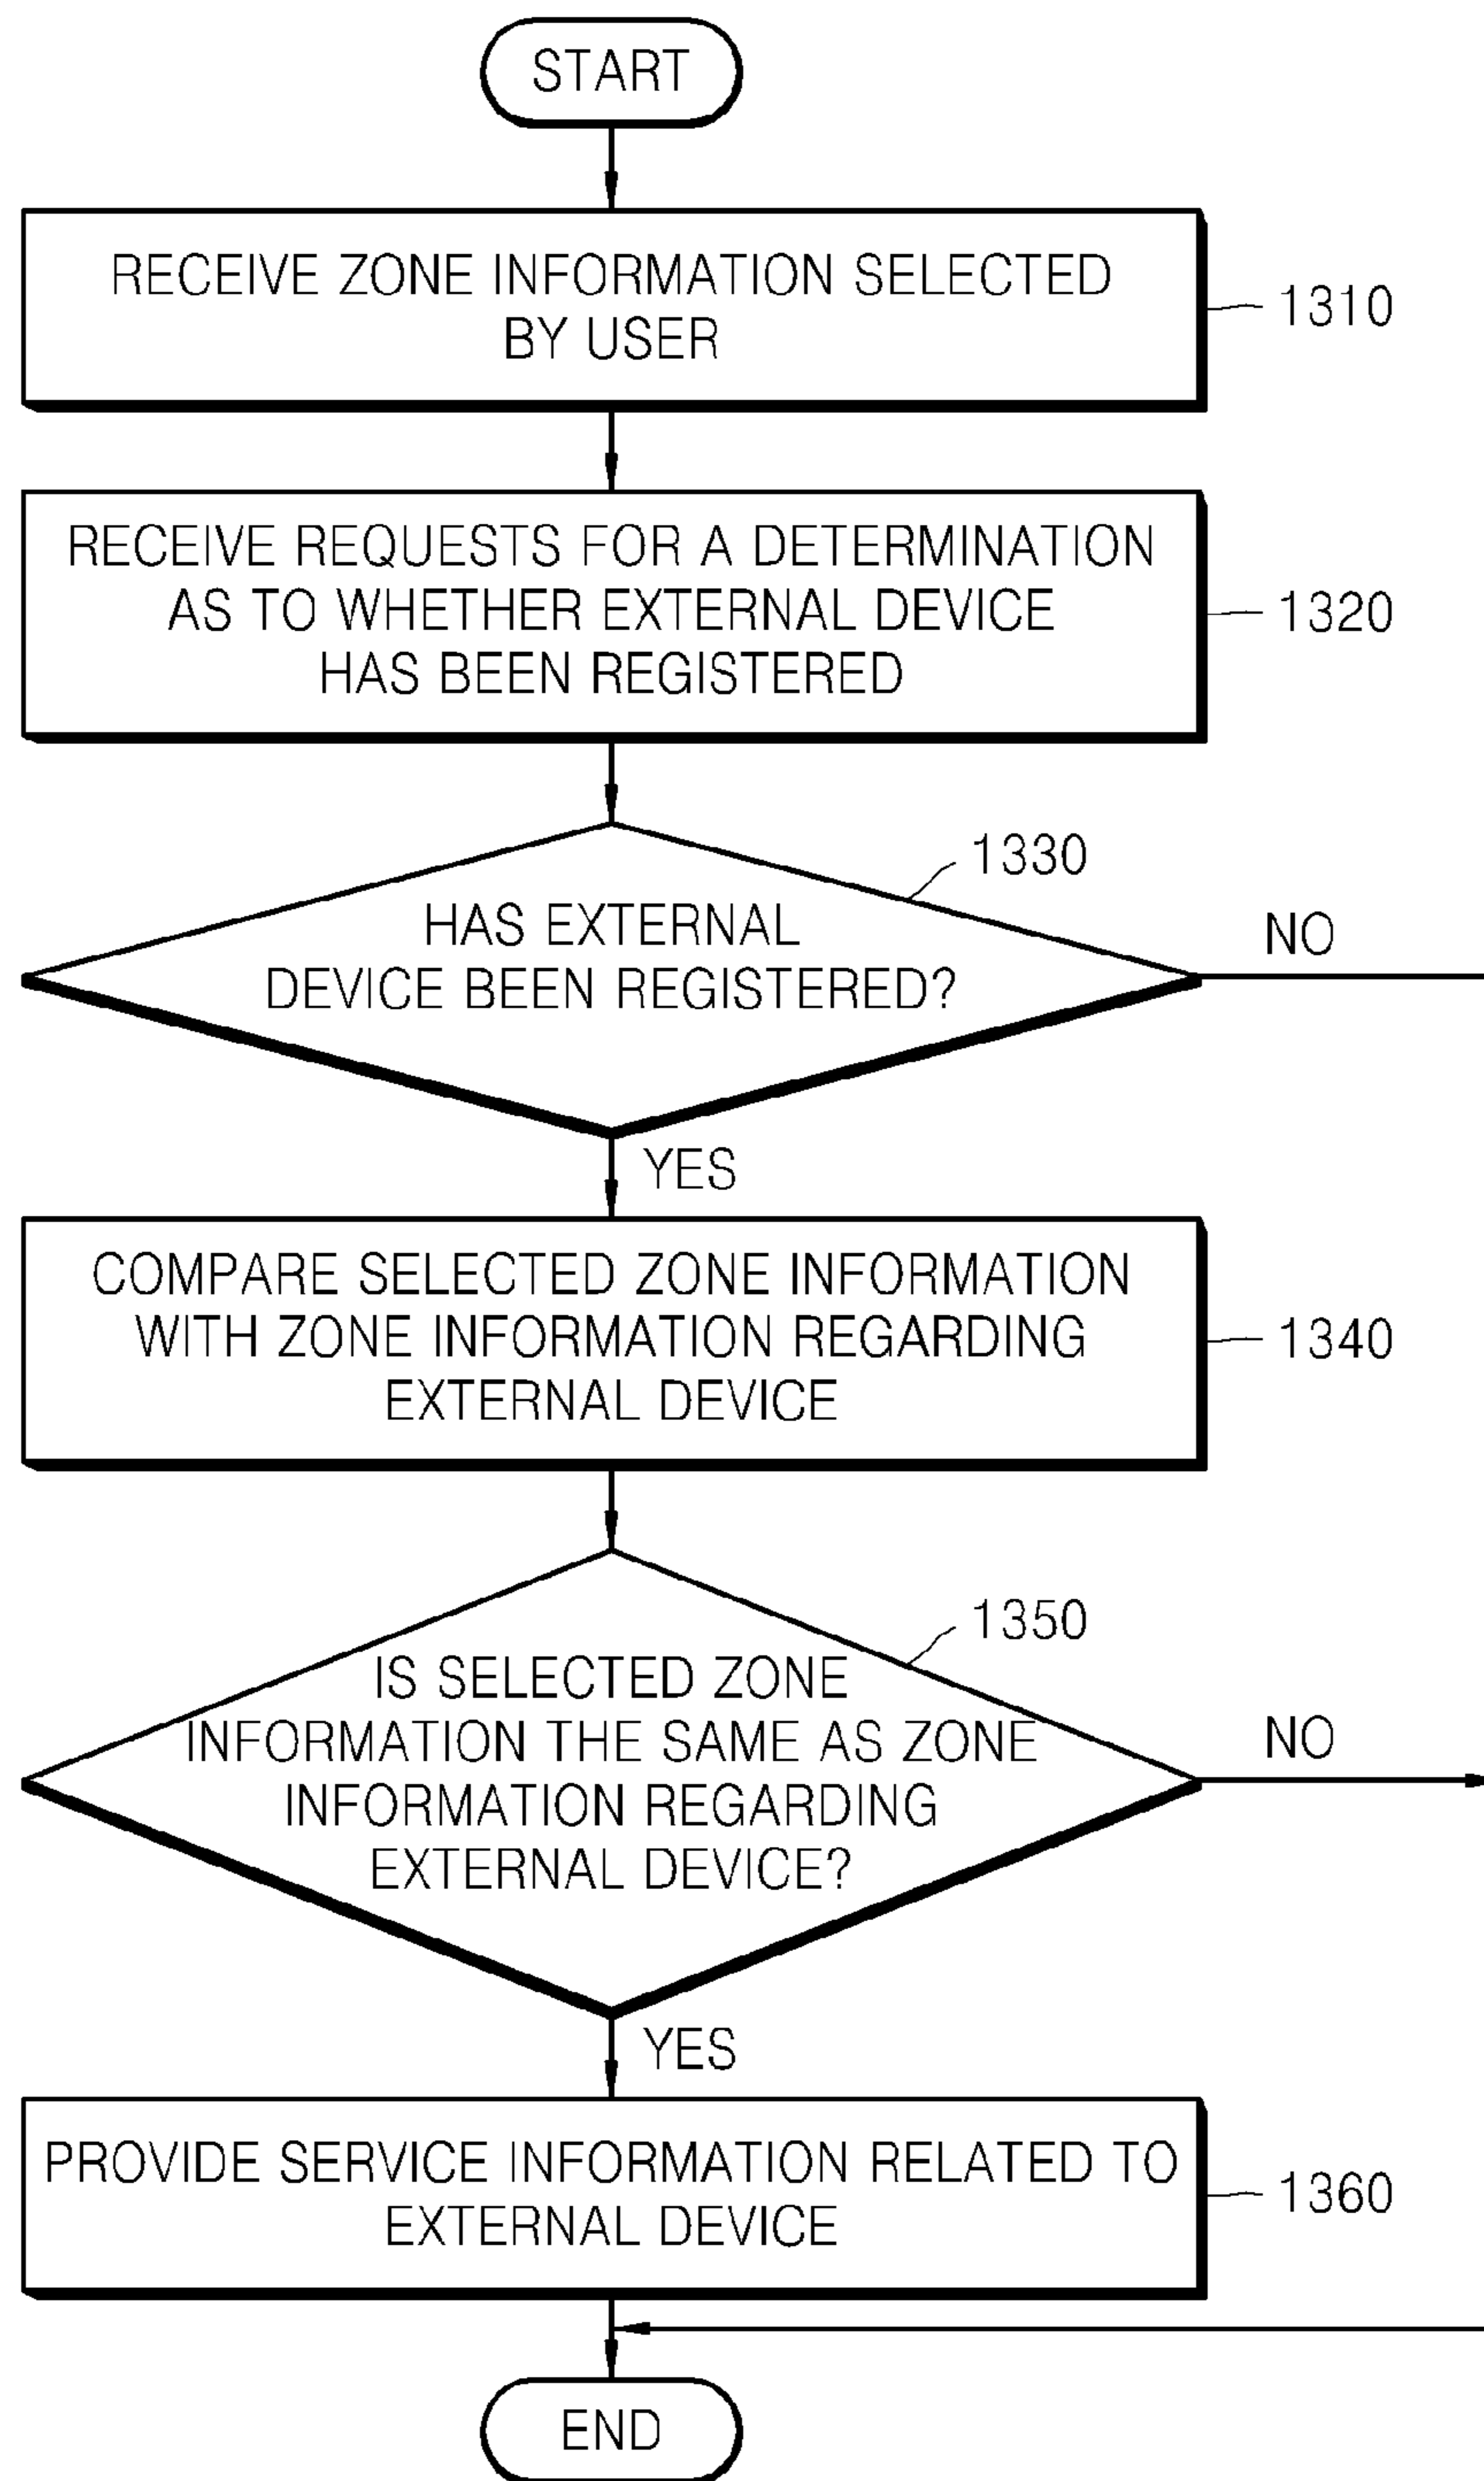 START
RECEIVE ZONE INFORMATION SELECTED
BY USER
1310
RECEIVE REQUESTS FOR A DETERMINATION
AS TO WHETHER EXTERNAL DEVICE
HAS BEEN REGISTERED
1320
1330
HAS EXTERNAL
DEVICE BEEN REGISTERED?
NO
YES
COMPARE SELECTED ZONE INFORMATION
WITH ZONE INFORMATION REGARDING
EXTERNAL DEVICE
1340
1350
IS SELECTED ZONE
INFORMATION THE SAME AS ZONE
INFORMATION REGARDING
EXTERNAL DEVICE?
NO
YES
PROVIDE SERVICE INFORMATION RELATED TO
EXTERNAL DEVICE
1360
END